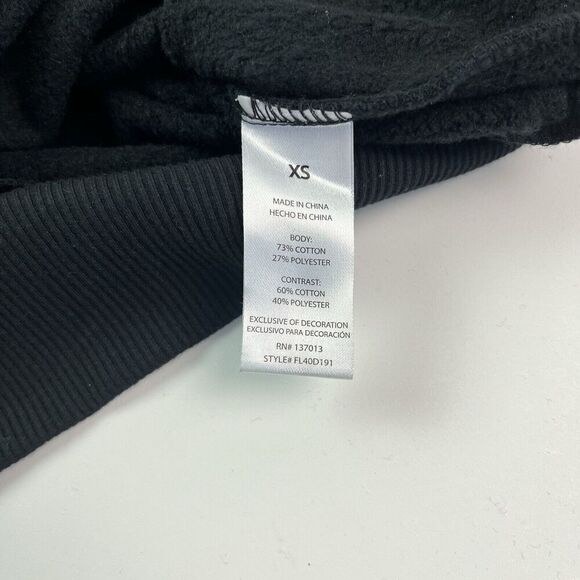 XS
MADE IN CHINA
HECHO EN CHINA
BODY:
73% COTTON
27% POLYESTER
CONTRAST:
60% COTTON
40% POLYESTER
EXCLUSIVE OF DECORATION
EXCLUSIVO PARA DECORACIÓN
RN# 137013
STYLE# FL40D191